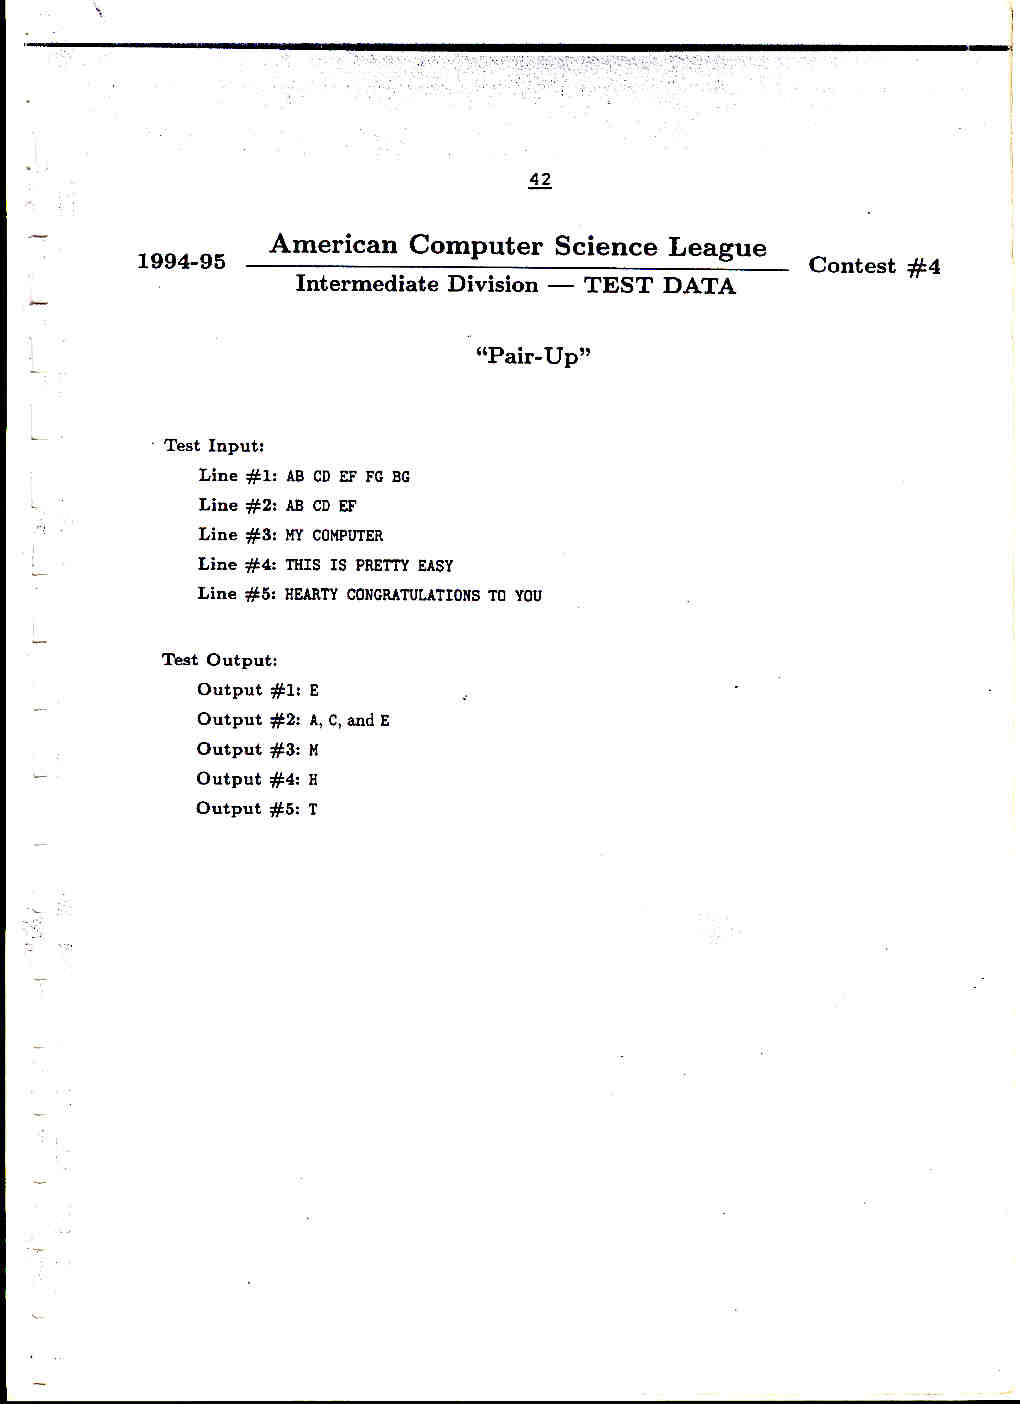 42
1994-95 American Computer Science League Contest #4
Intermediate Division — TEST DATA
“Pair-Up”
Test Input:
Line #1: AB CD EF FG BG
Line #2: AB CD EF
Line #3: MY COMPUTER
Line #4: THIS IS PRETTY EASY
Line #5: HEARTY CONGRATULATIONS TO YOU
Test Output:
Output #1: E
Output #2: A, C, and E
Output #3: M
Output #4: H
Output #5: T